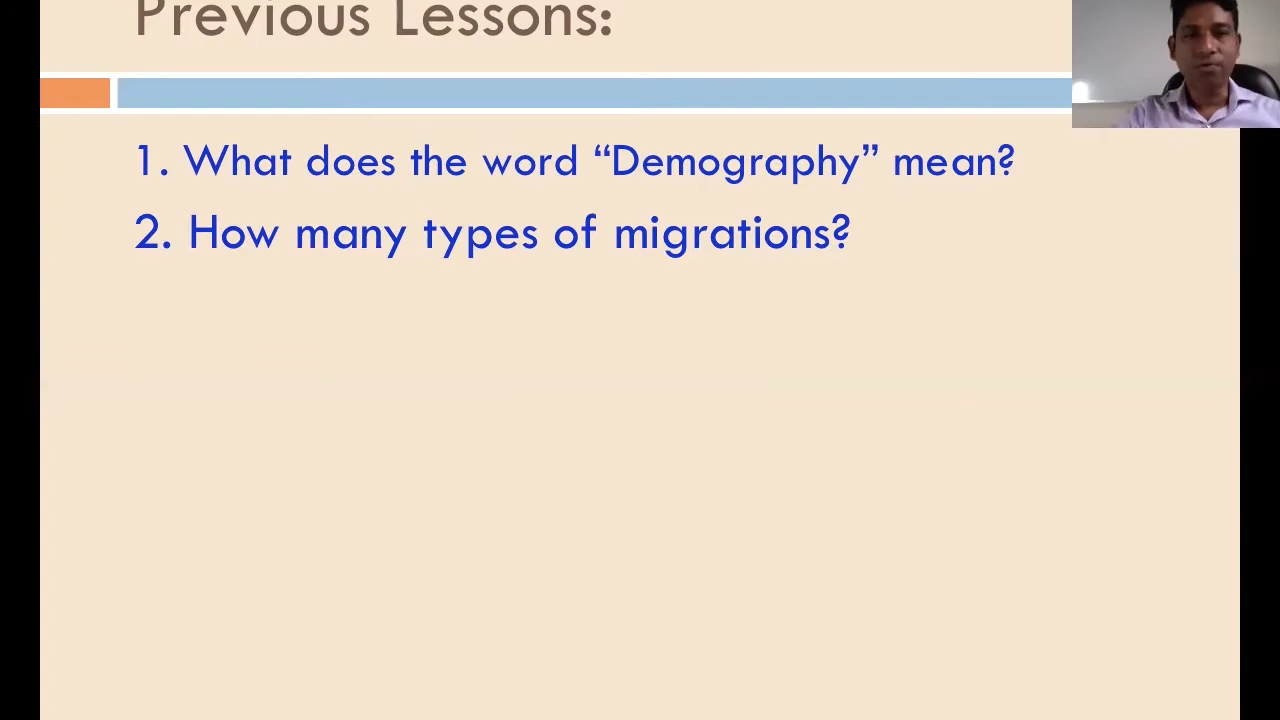 Previous Lessons:
1. What does the word “Demography” mean?
2. How many types of migrations?